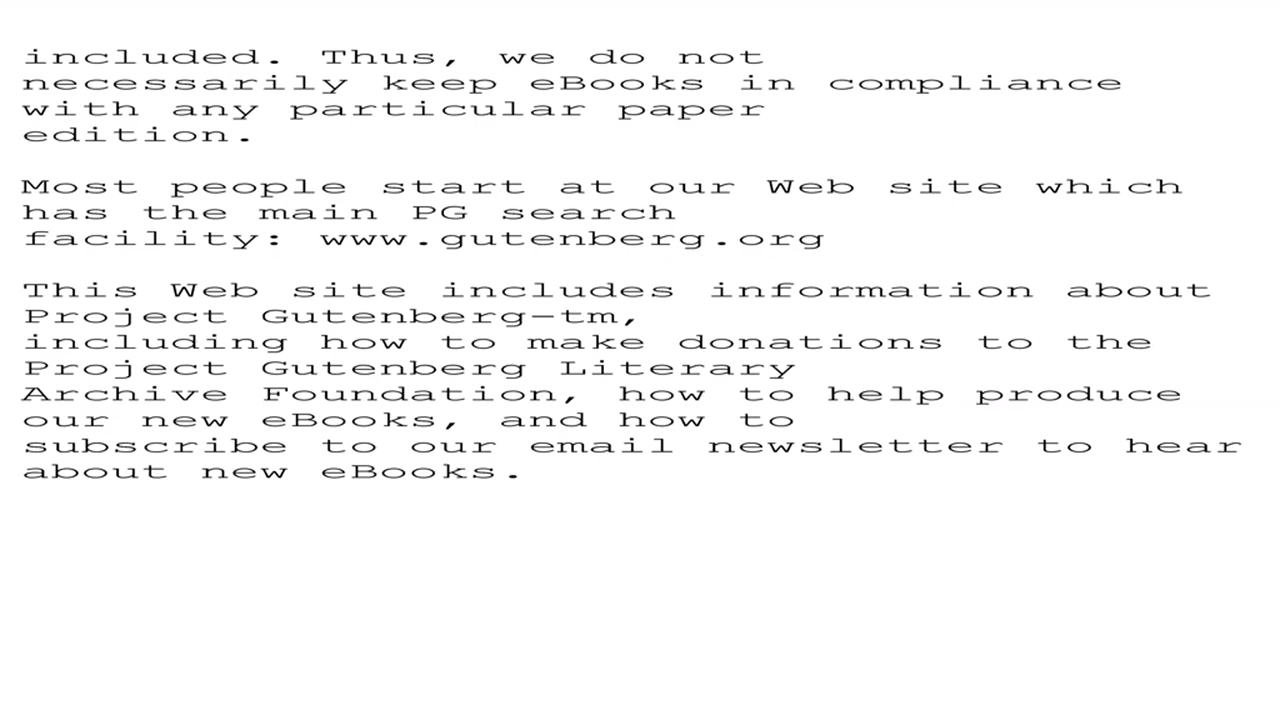 included. Thus, we do not
necessarily keep eBooks in compliance
with any particular paper
edition.
Most people start at our Web site which
has the main PG search
facility: www.gutenberg.org
This Web site includes information about
Project Gutenberg-tm,
including how to make donations to the
Project Gutenberg Literary
Archive Foundation, how to help produce
our new eBooks, and how to
subscribe to our email newsletter to hear
about new eBooks.